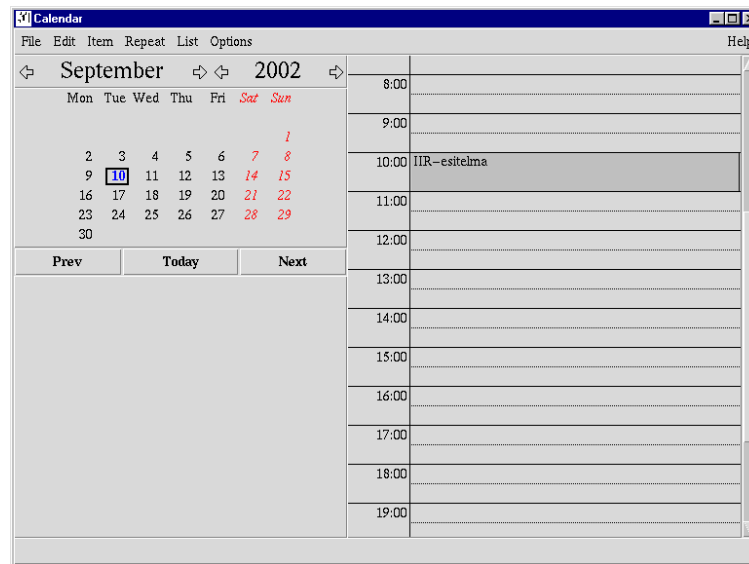 Calendar
File Edit Item Repeat List Options Help
September 2002
Mon Tue Wed Thu Fri Sat Sun
1
2 3 4 5 6 7 8
9 10 11 12 13 14 15
16 17 18 19 20 21 22
23 24 25 26 27 28 29
30
Prev Today Next
8:00
9:00
10:00 IIR-esitelma
11:00
12:00
13:00
14:00
15:00
16:00
17:00
18:00
19:00